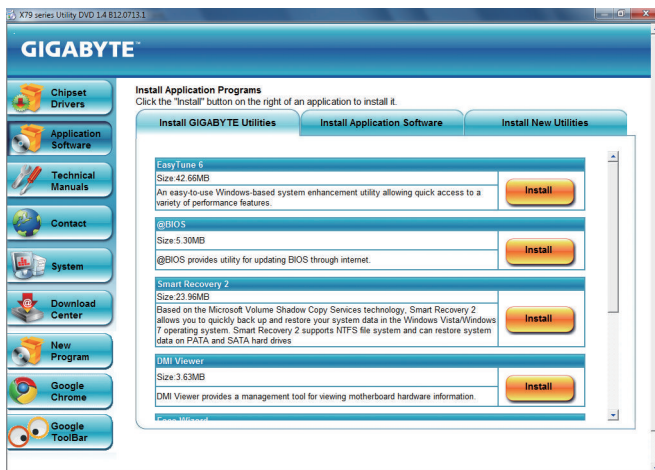 X79 series Utility DVD 1.4 B12.0713.1
GIGABYTE™
Chipset
Drivers
Application
Software
Technical
Manuals
Contact
System
Download
Center
New
Program
Google
Chrome
Google
ToolBar
Install Application Programs
Click the "Install" button on the right of an application to install it.
Install GIGABYTE Utilities
Install Application Software
Install New Utilities
EasyTune 6
Size:42.66MB
An easy-to-use Windows-based system enhancement utility allowing quick access to a
variety of performance features.
Install
@BIOS
Size:5.30MB
@BIOS provides utility for updating BIOS through internet.
Install
Smart Recovery 2
Size:23.96MB
Based on the Microsoft Volume Shadow Copy Services technology, Smart Recovery 2
allows you to quickly back up and restore your system data in the Windows Vista/Windows
7 operating system. Smart Recovery 2 supports NTFS file system and can restore system
data on PATA and SATA hard drives
Install
DMI Viewer
Size:3.63MB
DMI Viewer provides a management tool for viewing motherboard hardware information.
Install